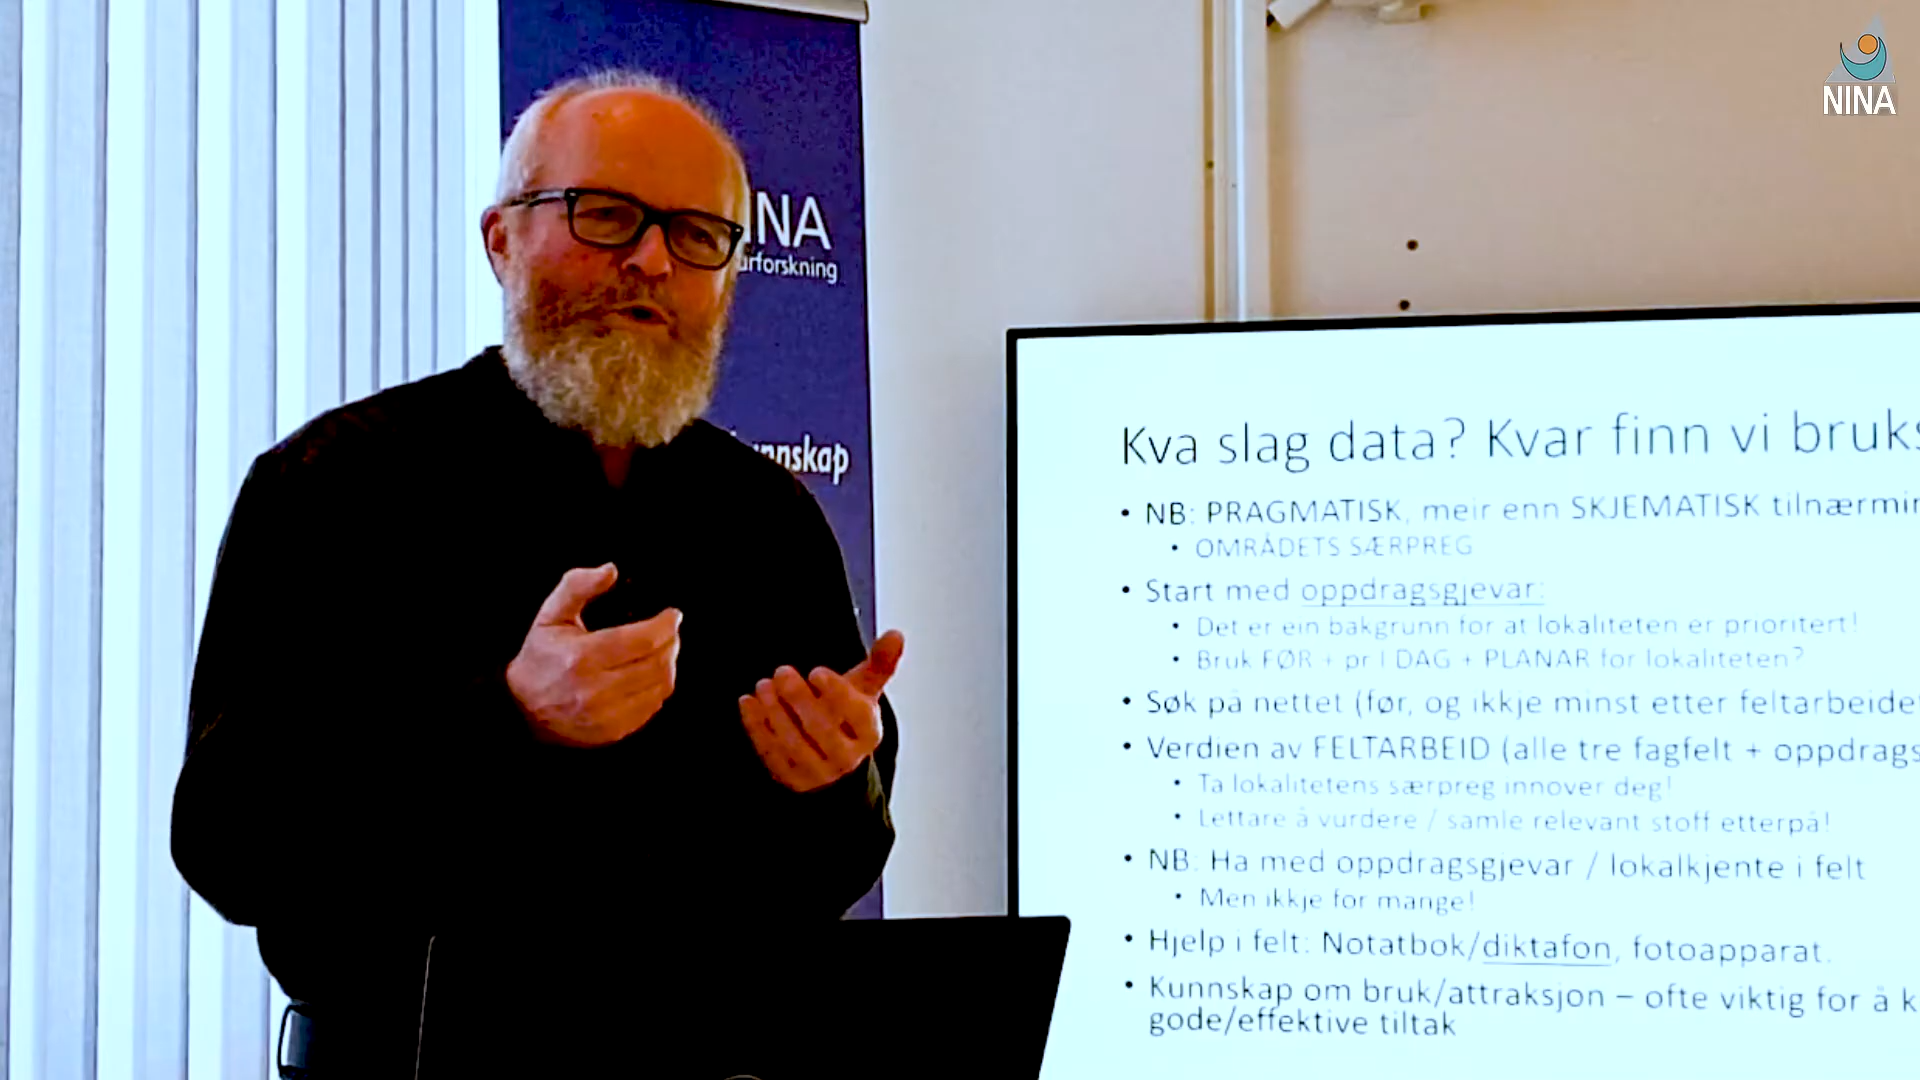 NINA
INA
urforskning
Kva slag data? Kvar finn vi bruks
• NB: PRAGMATISK, meir enn SKJEMATISK tilnærmin
• OMRÅDETS SÆRPREG
• Start med oppdragsgjevar:
• Det er ein bakgrunn for at lokaliteten er prioritert!
• Bruk FØR + pr I DAG + PLANAR for lokaliteten?
• Søk på nettet (før, og ikkje minst etter feltarbeide
• Verdien av FELTARBEID (alle tre fagfelt + oppdrags
• Ta lokalitetens særpreg innover deg!
• Lettare å vurdere / samle relevant stoff etterpå!
• NB: Ha med oppdragsgjevar / lokalkjente i felt
• Men ikkje for mange!
• Hjelp i felt: Notatbok/diktafon, fotoapparat.
• Kunnskap om bruk/attraksjon – ofte viktig for å k
gode/effektive tiltak